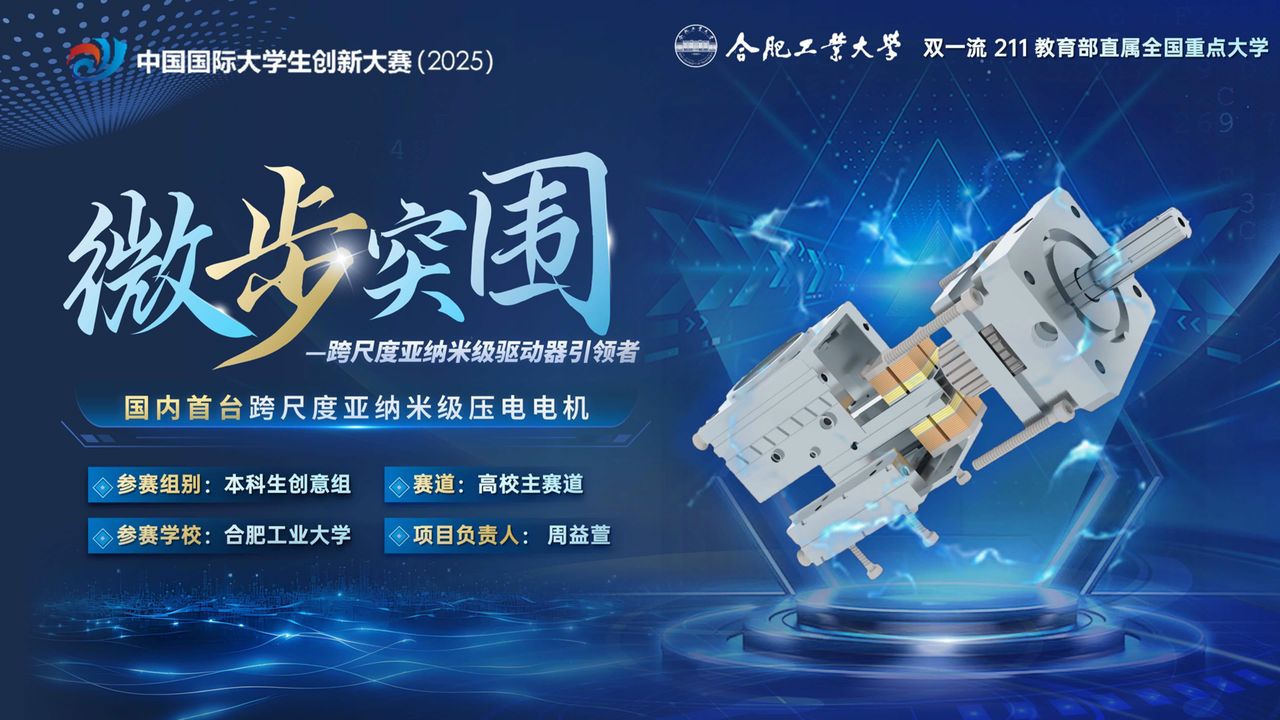 中国国际大学生创新大赛(2025)
合肥工业大学 双一流 211 教育部直属全国重点大学
微步突围
—跨尺度亚纳米级驱动器引领者
国内首台跨尺度亚纳米级压电电机
参赛组别：本科生创意组
赛道：高校主赛道
参赛学校：合肥工业大学
项目负责人： 周益萱